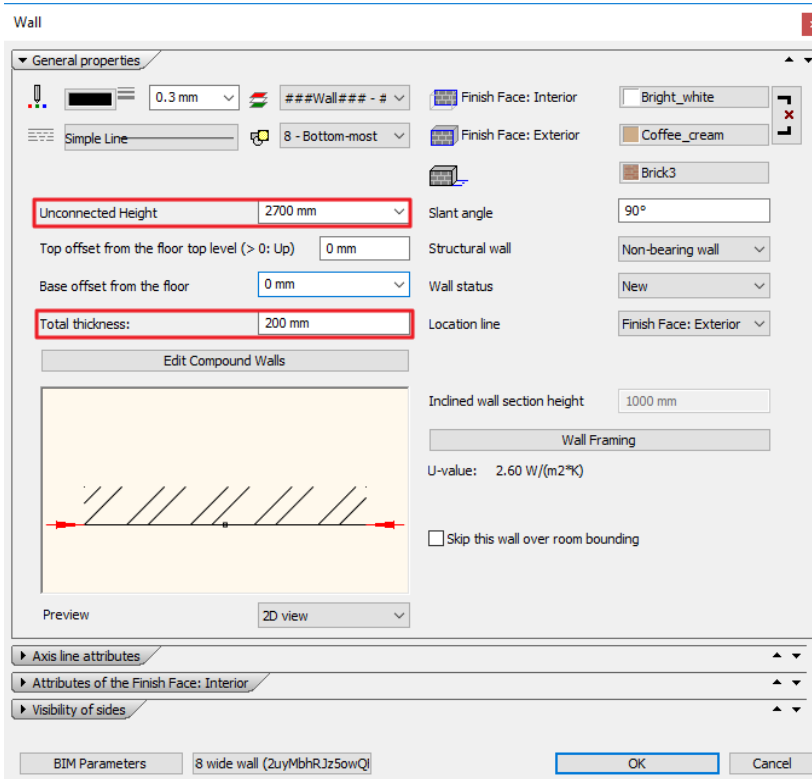 Wall
General properties
0.3 mm
###Wall### - #
Finish Face: Interior
Bright_white
Simple Line
8 - Bottom-most
Finish Face: Exterior
Coffee_cream
Brick3
Unconnected Height
2700 mm
Slant angle
90°
Top offset from the floor top level (> 0: Up)
0 mm
Structural wall
Non-bearing wall
Base offset from the floor
0 mm
Wall status
New
Total thickness:
200 mm
Location line
Finish Face: Exterior
Edit Compound Walls
Inclined wall section height
1000 mm
Wall Framing
U-value: 2.60 W/(m2*K)
Skip this wall over room bounding
Preview
2D view
Axis line attributes
Attributes of the Finish Face: Interior
Visibility of sides
BIM Parameters
8 wide wall (2uyMbhRJz5owQl
OK
Cancel